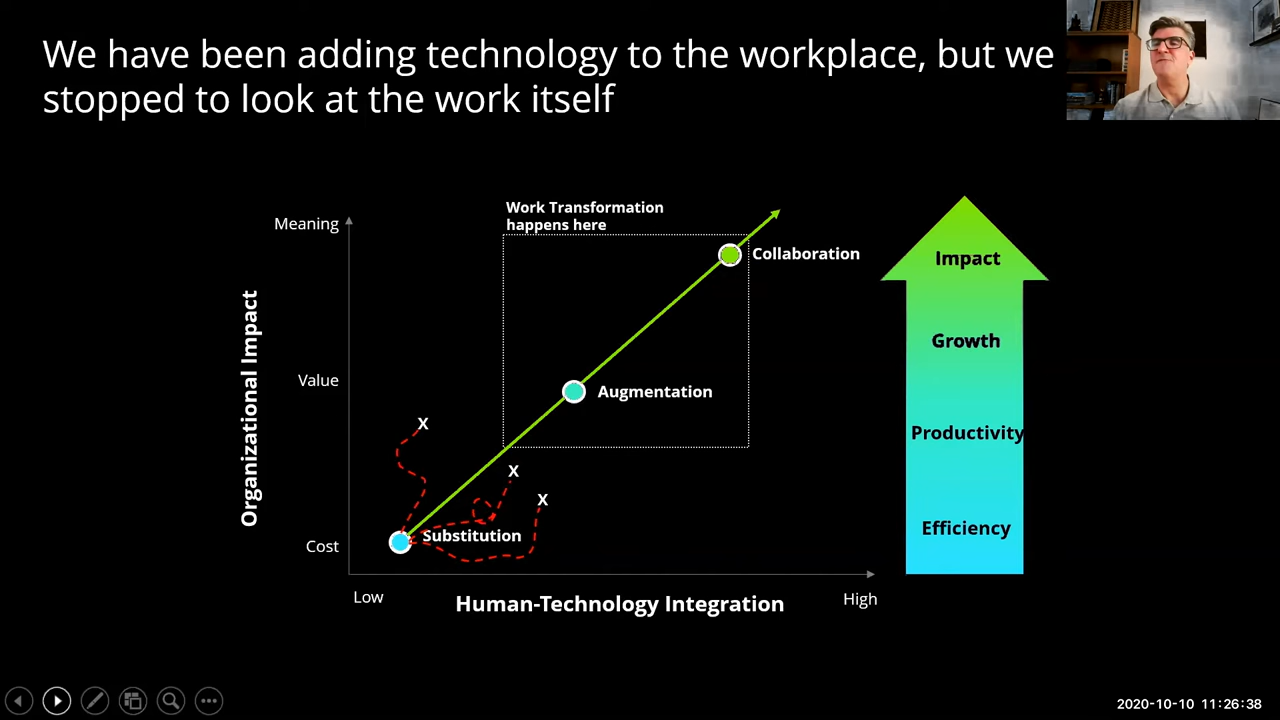 We have been adding technology to the workplace, but we
stopped to look at the work itself
Work Transformation
happens here
Meaning
Collaboration
Impact
Growth
Organizational Impact
Value
Augmentation
X
Productivity
X
X
Substitution
Efficiency
Cost
Low
Human-Technology Integration
High
2020-10-10 11:26:38